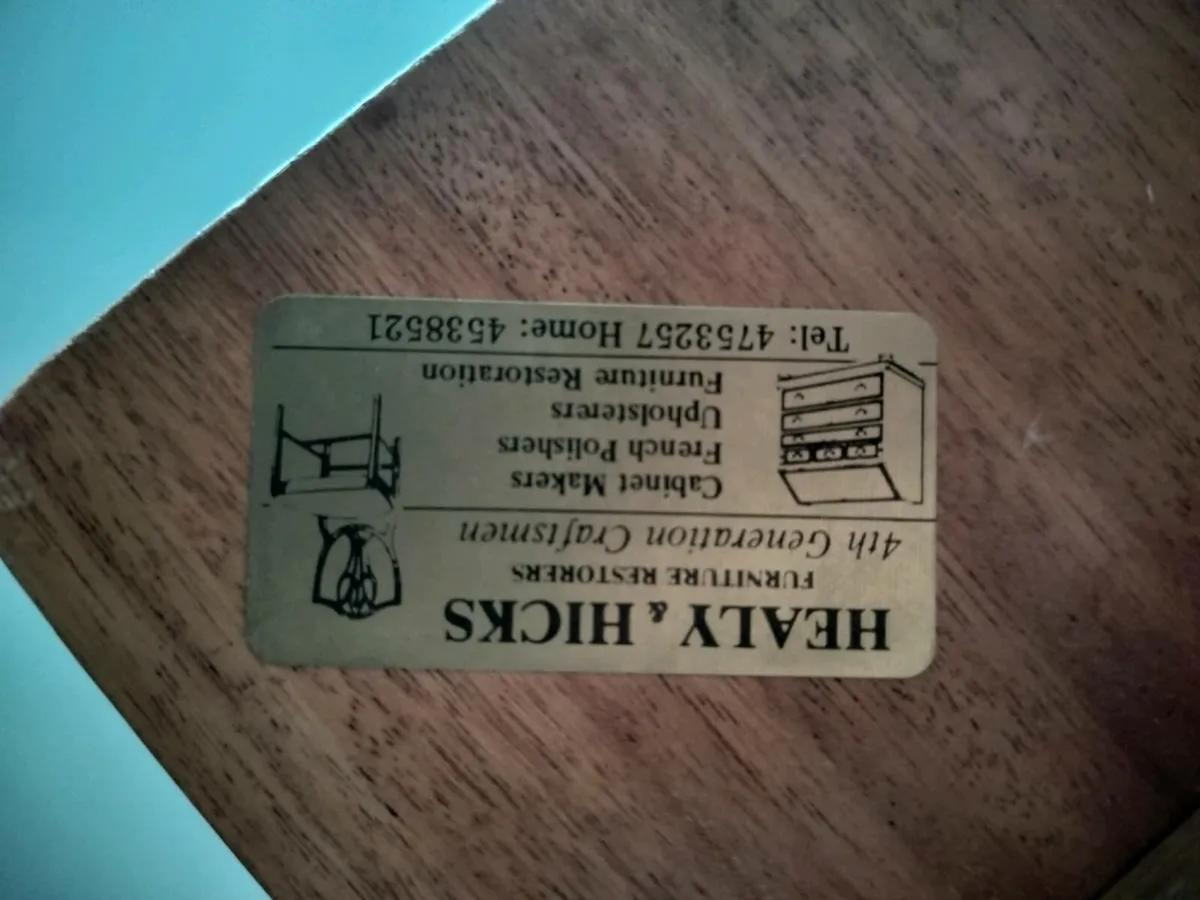 HEALY & HICKS
FURNITURE RESTORERS
4th Generation Craftsmen
Cabinet Makers
French Polishers
Upholsterers
Furniture Restoration
Tel: 4753257 Home: 4538521